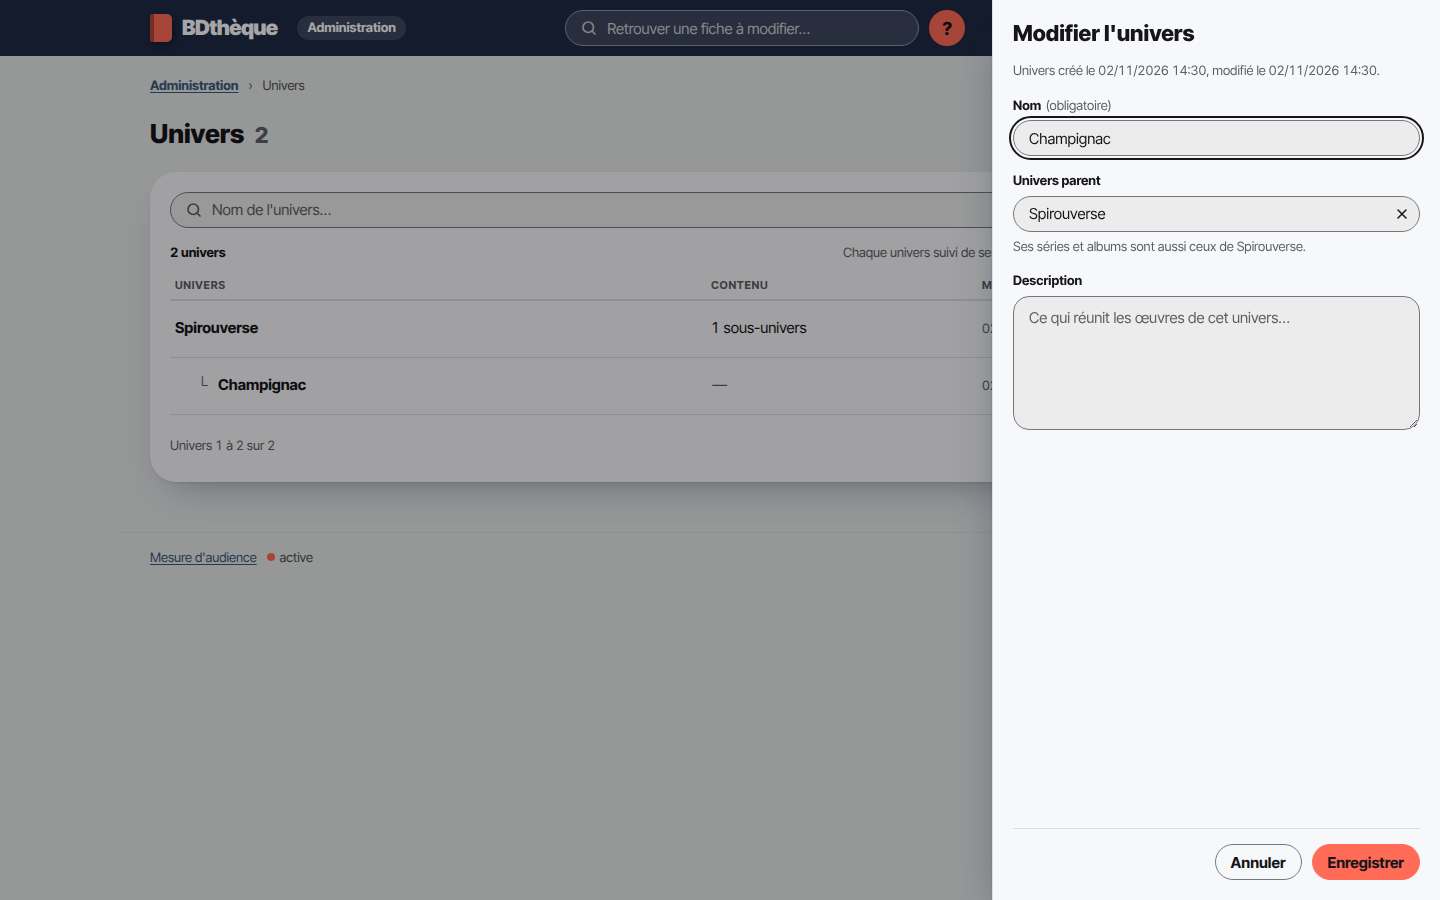 BDthèque
Administration
Retrouver une fiche à modifier...
?
Administration › Univers
Univers 2
Nom de l'univers...
2 univers
Chaque univers suivi de se
UNIVERS CONTENU M
Spirouverse 1 sous-univers 0
└ Champignac — 0
Univers 1 à 2 sur 2
Mesure d'audience active
Modifier l'univers
Univers créé le 02/11/2026 14:30, modifié le 02/11/2026 14:30.
Nom (obligatoire)
Champignac
Univers parent
Spirouverse
Ses séries et albums sont aussi ceux de Spirouverse.
Description
Ce qui réunit les œuvres de cet univers...
Annuler Enregistrer